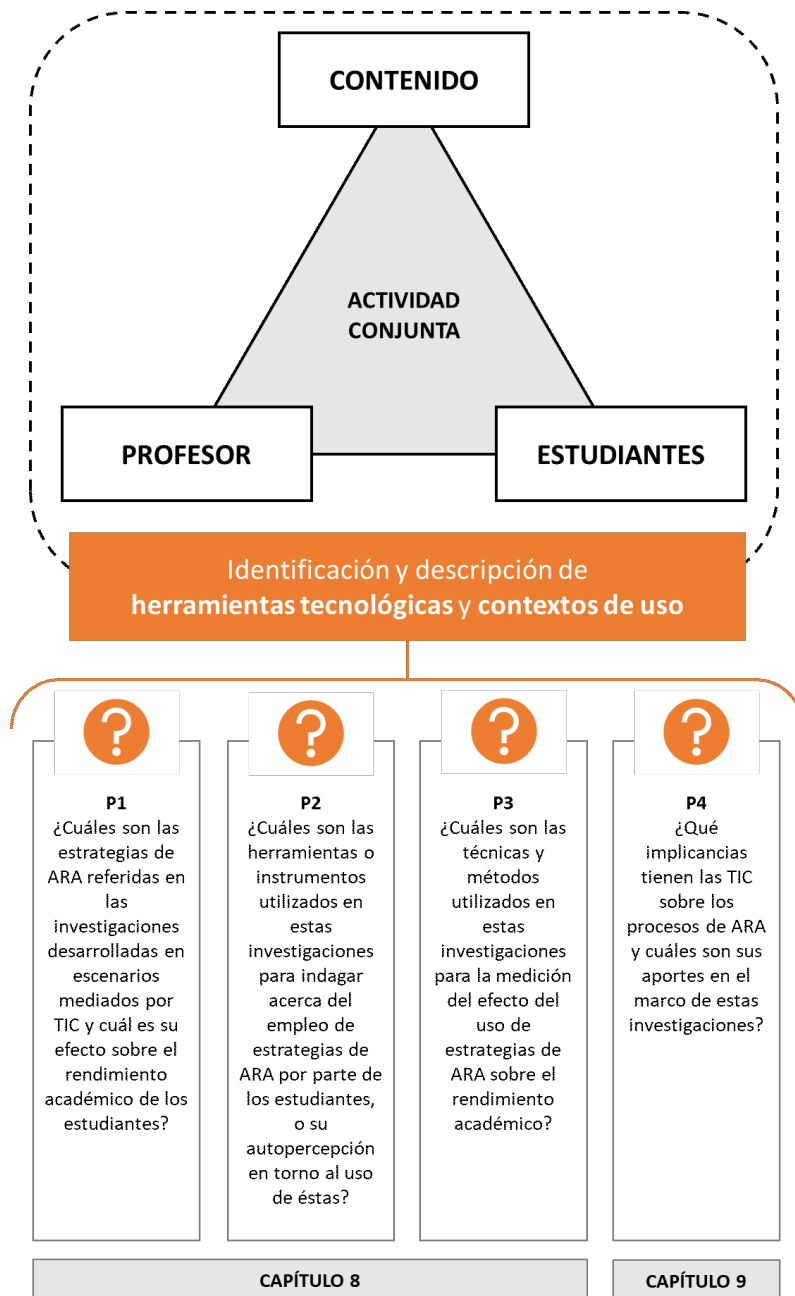 CONTENIDO
ACTIVIDAD
CONJUNTA
PROFESOR
ESTUDIANTES
Identificación y descripción de
herramientas tecnológicas y contextos de uso
?
?
?
?
P1
¿Cuáles son las
estrategias de
ARA referidas en
las
investigaciones
desarrolladas en
escenarios
mediados por
TIC y cuál es su
efecto sobre el
rendimiento
académico de los
estudiantes?
P2
¿Cuáles son las
herramientas o
instrumentos
utilizados en
estas
investigaciones
para indagar
acerca del
empleo de
estrategias de
ARA por parte de
los estudiantes,
o su
autopercepción
en torno al uso
de éstas?
P3
¿Cuáles son las
técnicas y
métodos
utilizados en
estas
investigaciones
para la medición
del efecto del
uso de
estrategias de
ARA sobre el
rendimiento
académico?
P4
¿Qué
implicancias
tienen las TIC
sobre los
procesos de ARA
y cuáles son sus
aportes en el
marco de estas
investigaciones?
CAPÍTULO 8
CAPÍTULO 9